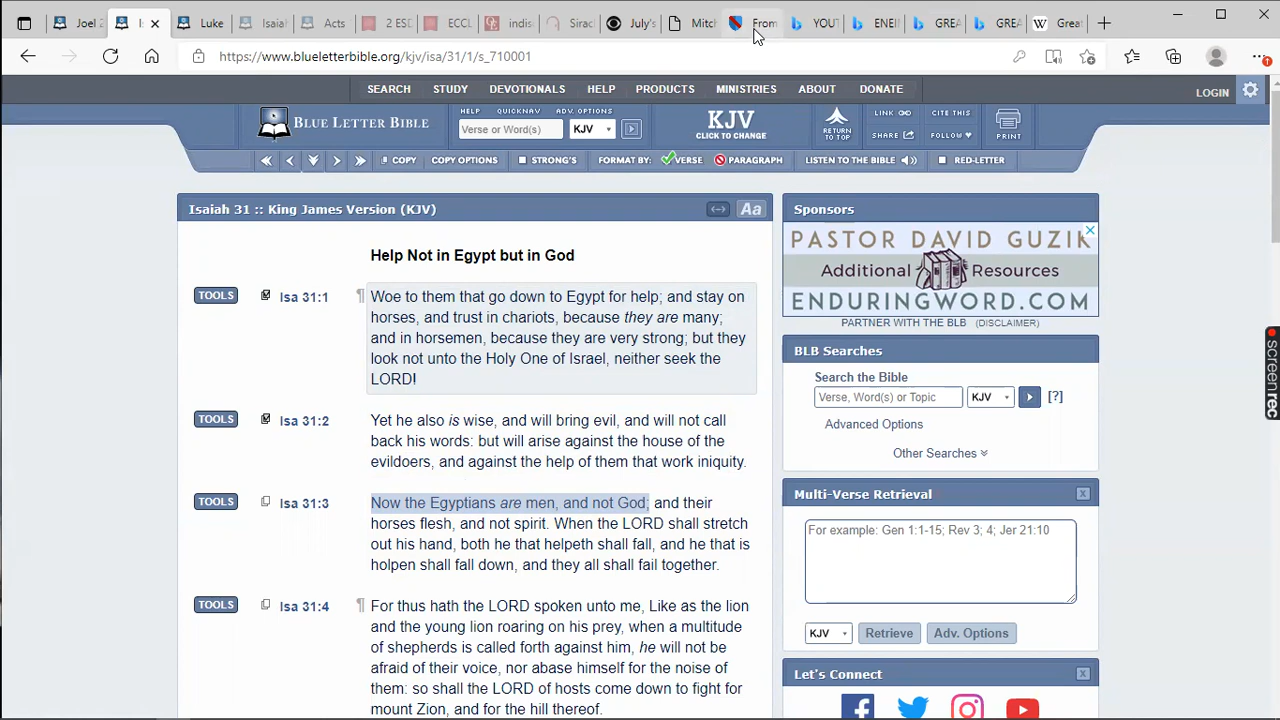 Joel 2
Is
Luke
Isaiah
Acts
2 ESD
ECCL
indis
Sirac
July's
Mitch
From
YOUT
ENEM
GREA
GREA
Great
https://www.blueletterbible.org/kjv/isa/31/1/s_710001
SEARCH STUDY DEVOTIONALS HELP PRODUCTS MINISTRIES ABOUT DONATE LOGIN
BLUE LETTER BIBLE
HELP QUICKNAV ADV. OPTIONS
Verse or Word(s) KJV
KJV
CLICK TO CHANGE
RETURN
TO TOP
LINK CITE THIS
SHARE FOLLOW
PRINT
COPY COPY OPTIONS STRONG'S FORMAT BY: VERSE PARAGRAPH LISTEN TO THE BIBLE RED-LETTER
Isaiah 31 :: King James Version (KJV)
Aa
Help Not in Egypt but in God
TOOLS Isa 31:1 ¶ Woe to them that go down to Egypt for help; and stay on
horses, and trust in chariots, because they are many;
and in horsemen, because they are very strong; but they
look not unto the Holy One of Israel, neither seek the
LORD!
TOOLS Isa 31:2 Yet he also is wise, and will bring evil, and will not call
back his words: but will arise against the house of the
evildoers, and against the help of them that work iniquity.
TOOLS Isa 31:3 Now the Egyptians are men, and not God; and their
horses flesh, and not spirit. When the LORD shall stretch
out his hand, both he that helpeth shall fall, and he that is
holpen shall fall down, and they all shall fail together.
TOOLS Isa 31:4 ¶ For thus hath the LORD spoken unto me, Like as the lion
and the young lion roaring on his prey, when a multitude
of shepherds is called forth against him, he will not be
afraid of their voice, nor abase himself for the noise of
them: so shall the LORD of hosts come down to fight for
mount Zion, and for the hill thereof.
Sponsors
PASTOR DAVID GUZIK
Additional Resources
ENDURINGWORD.COM
PARTNER WITH THE BLB (DISCLAIMER)
BLB Searches
Search the Bible
Verse, Word(s) or Topic KJV [?]
Advanced Options
Other Searches
Multi-Verse Retrieval
For example: Gen 1:1-15; Rev 3; 4; Jer 21:10
KJV Retrieve Adv. Options
Let's Connect
screenrec